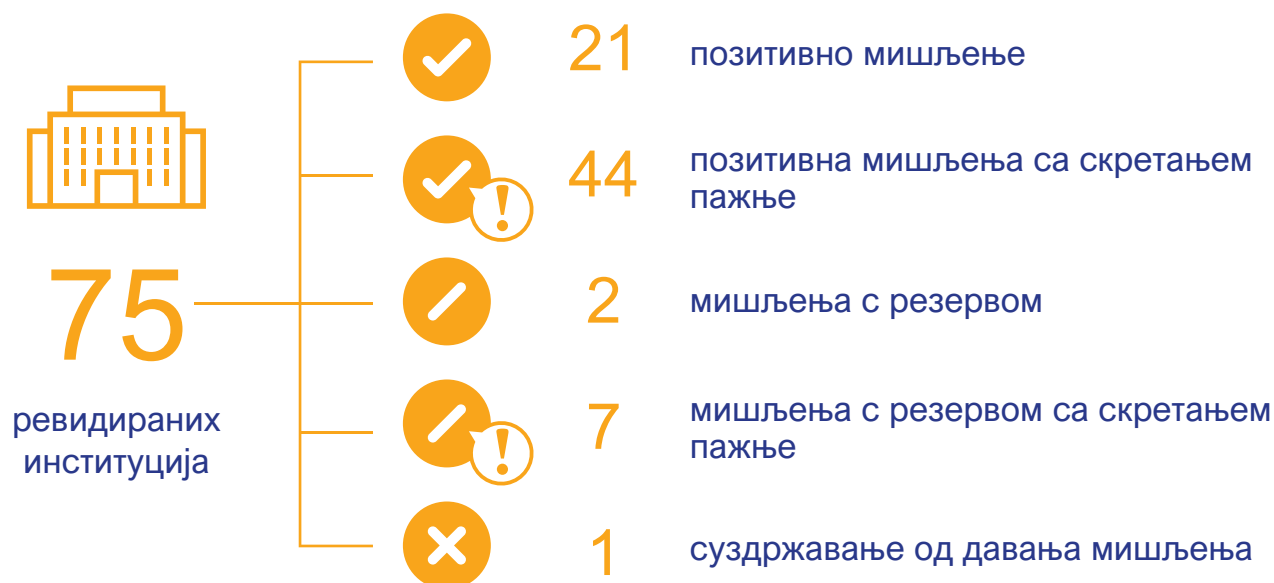 75
ревидираних
институција
21
позитивно мишљење
44
позитивна мишљења са скретањем
пажње
2
мишљења с резервом
7
мишљења с резервом са скретањем
пажње
1
суздржавање од давања мишљења